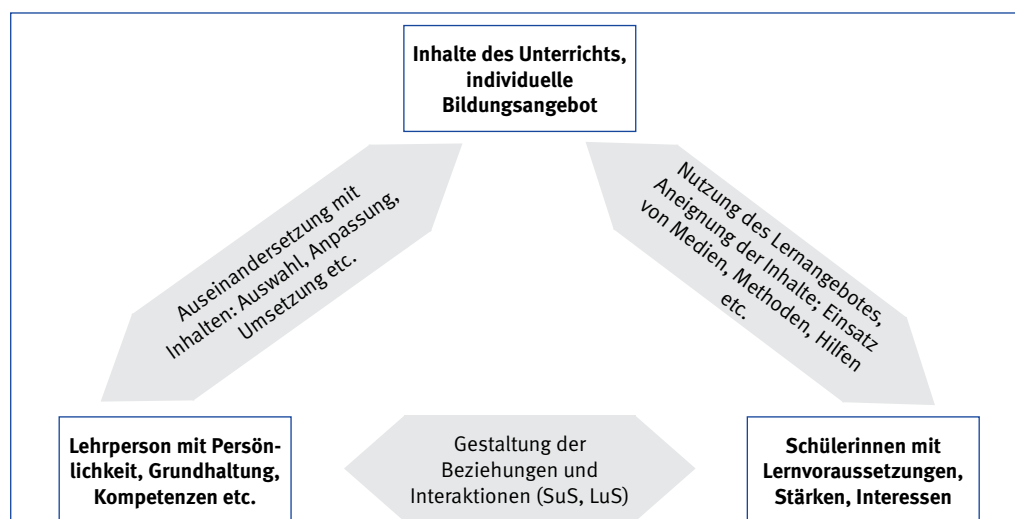 Inhalte des Unterrichts,
individuelle
Bildungsangebot
Auseinandersetzung mit
Inhalten: Auswahl, Anpassung,
Umsetzung etc.
Nutzung des Lernangebotes,
Aneignung der Inhalte; Einsatz
von Medien, Methoden, Hilfen
etc.
Lehrperson mit Persön-
lichkeit, Grundhaltung,
Kompetenzen etc.
Gestaltung der
Beziehungen und
Interaktionen (SuS, LuS)
Schülerinnen mit
Lernvoraussetzungen,
Stärken, Interessen